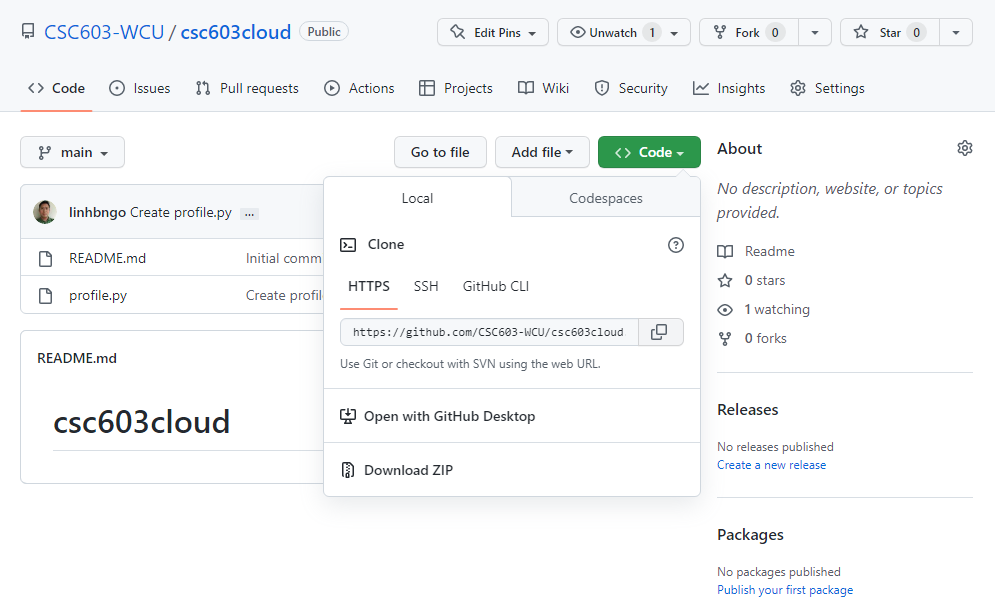 CSC603-WCU / csc603cloud Public
Edit Pins
Unwatch 1
Fork 0
Star 0
Code
Issues
Pull requests
Actions
Projects
Wiki
Security
Insights
Settings
main
Go to file
Add file
Code
linhbngo Create profile.py ...
README.md Initial comm
profile.py Create profil
README.md
csc603cloud
Local
Codespaces
Clone
HTTPS
SSH
GitHub CLI
https://github.com/CSC603-WCU/csc603cloud
Use Git or checkout with SVN using the web URL.
Open with GitHub Desktop
Download ZIP
About
No description, website, or topics
provided.
Readme
0 stars
1 watching
0 forks
Releases
No releases published
Create a new release
Packages
No packages published
Publish your first package